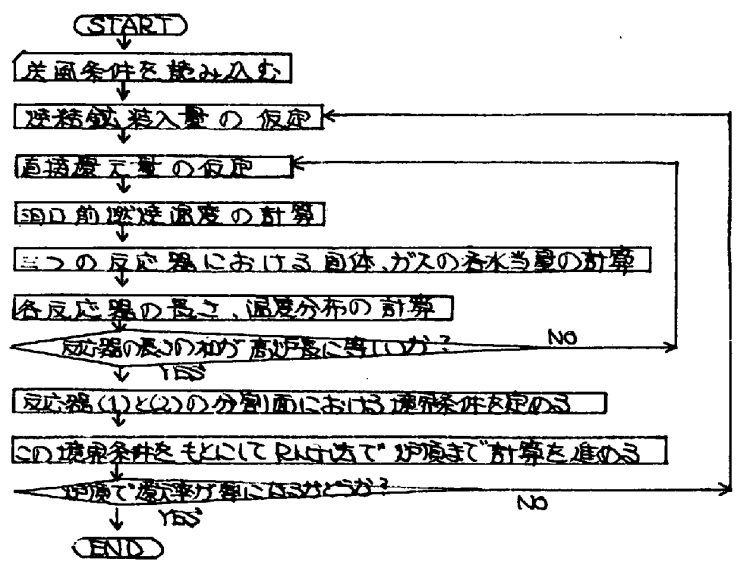 START
送風条件を読み込む
焼結鉱装入量の仮定
直接還元量の仮定
羽口前燃焼温度の計算
三つの反応器における固体、ガスの各水当量の計算
各反応器の長さ、温度分布の計算
反応器の長さの和が高炉長に等しいか?
NO
YES
反応器(1)と(2)の分割面における境界条件を定める
この境界条件をもとにして 法で炉頂まで計算を進める
炉頂で還元率が零になるかどうか?
NO
YES
END